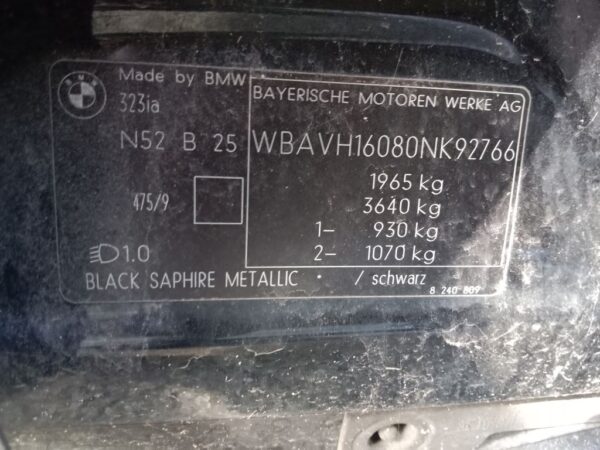 BMW
Made by BMW
323ia
N52 B 25
475/9
1.0
BAYERISCHE MOTOREN WERKE AG
WBAVH16080NK92766
1965 kg
3640 kg
1- 930 kg
2- 1070 kg
BLACK SAPHIRE METALLIC / schwarz
8 240 809